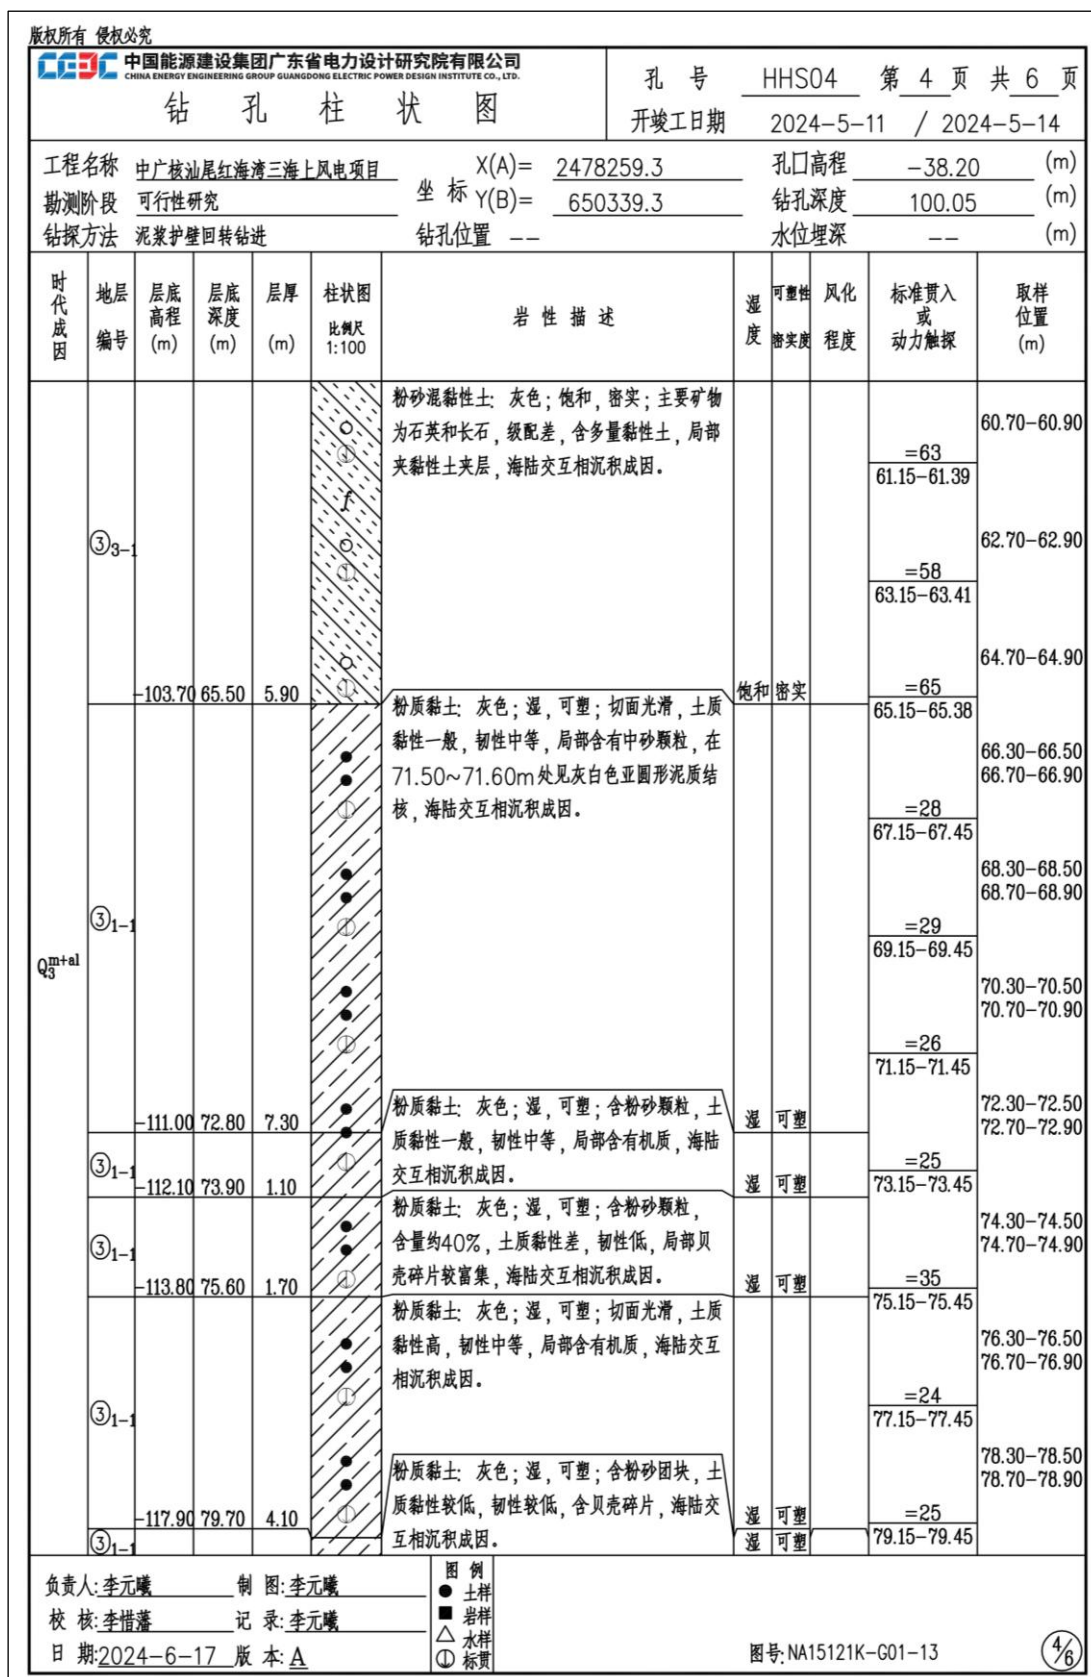 版权所有 侵权必究
CEEC 中国能源建设集团广东省电力设计研究院有限公司
CHINA ENERGY ENGINEERING GROUP GUANGDONG ELECTRIC POWER DESIGN INSTITUTE CO., LTD.
钻 孔 柱 状 图
孔 号 HHS04 第 4 页 共 6 页
开竣工日期 2024-5-11 / 2024-5-14
工程名称 中广核汕尾红海湾三海上风电项目 坐标 X(A)= 2478259.3 孔口高程 -38.20 (m)
勘测阶段 可行性研究 Y(B)= 650339.3 钻孔深度 100.05 (m)
钻探方法 泥浆护壁回转钻进 钻孔位置 -- 水位埋深 -- (m)
时代成因 地层编号 层底高程(m) 层底深度(m) 层厚(m) 柱状图 比例尺 1:100 岩性描述 湿度 可塑性 密实度 风化程度 标准贯入或动力触探 取样位置(m)
Q3m+al
③3-1 -103.70 65.50 5.90
粉砂混黏性土: 灰色;饱和,密实;主要矿物
为石英和长石,级配差,含多量黏性土,局部
夹黏性土夹层,海陆交互相沉积成因。
f
饱和 密实
60.70-60.90
=63
61.15-61.39
62.70-62.90
=58
63.15-63.41
64.70-64.90
=65
65.15-65.38
③1-1 -111.00 72.80 7.30
粉质黏土: 灰色;湿,可塑;切面光滑,土质
黏性一般,韧性中等,局部含有中砂颗粒,在
71.50~71.60m处见灰白色亚圆形泥质结
核,海陆交互相沉积成因。
湿 可塑
66.30-66.50
66.70-66.90
=28
67.15-67.45
68.30-68.50
68.70-68.90
=29
69.15-69.45
70.30-70.50
70.70-70.90
=26
71.15-71.45
72.30-72.50
72.70-72.90
③1-1 -112.10 73.90 1.10
粉质黏土: 灰色;湿,可塑;含粉砂颗粒,土
质黏性一般,韧性中等,局部含有机质,海陆
交互相沉积成因。
湿 可塑
=25
73.15-73.45
③1-1 -113.80 75.60 1.70
粉质黏土: 灰色;湿,可塑;含粉砂颗粒,
含量约40%,土质黏性差,韧性低,局部贝
壳碎片较富集,海陆交互相沉积成因。
湿 可塑
74.30-74.50
74.70-74.90
=35
75.15-75.45
③1-1 -117.90 79.70 4.10
粉质黏土: 灰色;湿,可塑;切面光滑,土质
黏性高,韧性中等,局部含有机质,海陆交互
相沉积成因。
湿 可塑
76.30-76.50
76.70-76.90
=24
77.15-77.45
78.30-78.50
78.70-78.90
=25
79.15-79.45
③1-1
粉质黏土: 灰色;湿,可塑;含粉砂团块,土
质黏性较低,韧性较低,含贝壳碎片,海陆交
互相沉积成因。
湿 可塑
负责人:李元曦 制 图:李元曦
校 核:李惜藩 记 录:李元曦
日 期:2024-6-17 版 本:A
图 例
土样
岩样
水样
标贯
图号:NA15121K-G01-13
4/6